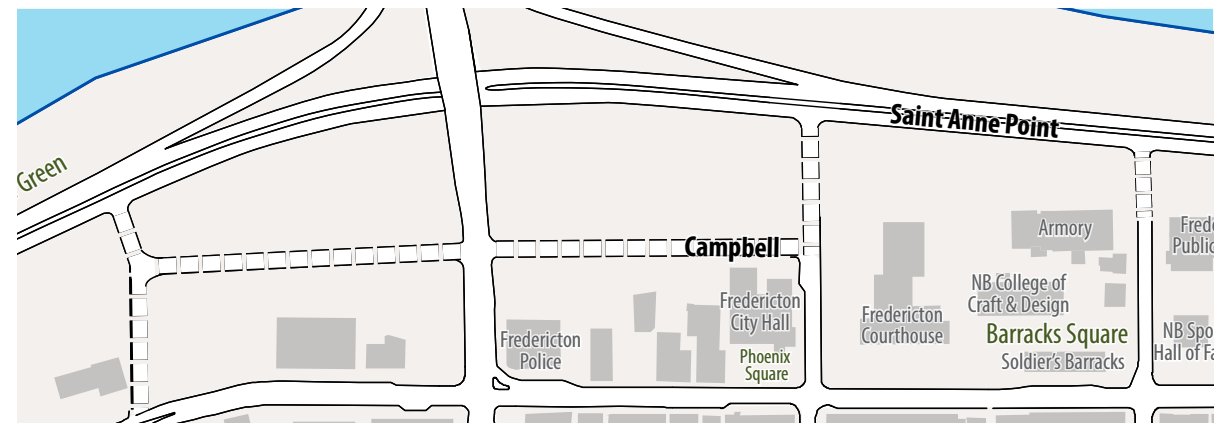 Green
Saint Anne Point
Campbell
Armory
Fredericton
City Hall
Fredericton
Police
Phoenix
Square
Fredericton
Courthouse
NB College of
Craft & Design
Barracks Square
Soldier's Barracks
Public
NB Spo
Hall of Fa